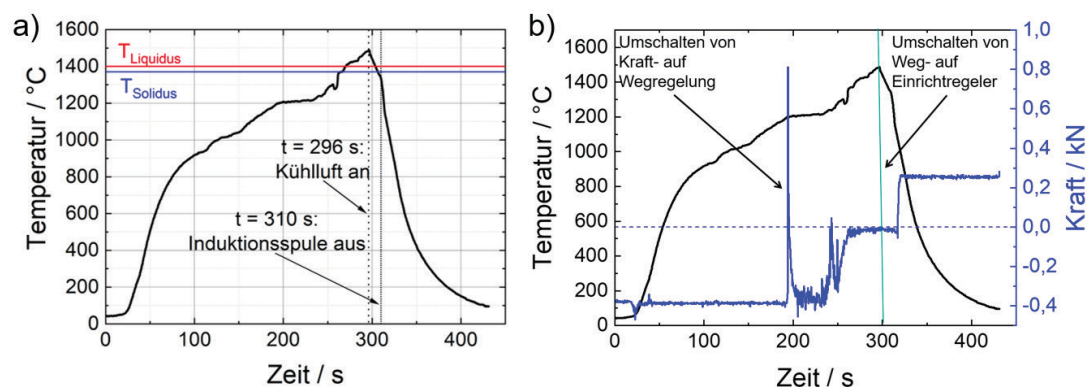 a)
1600
1400
1200
1000
800
600
400
200
0
Temperatur / °C
T Liquidus
T Solidus
t = 296 s:
Kühlluft an
t = 310 s:
Induktionsspule aus
0 100 200 300 400
Zeit / s
b)
1600
1400
1200
1000
800
600
400
200
0
Temperatur / °C
Umschalten von
Kraft- auf
Wegregelung
Umschalten von
Weg- auf
Einrichtregeler
1,0
0,8
0,6
0,4
0,2
0,0
-0,2
-0,4
Kraft / kN
0 100 200 300 400
Zeit / s